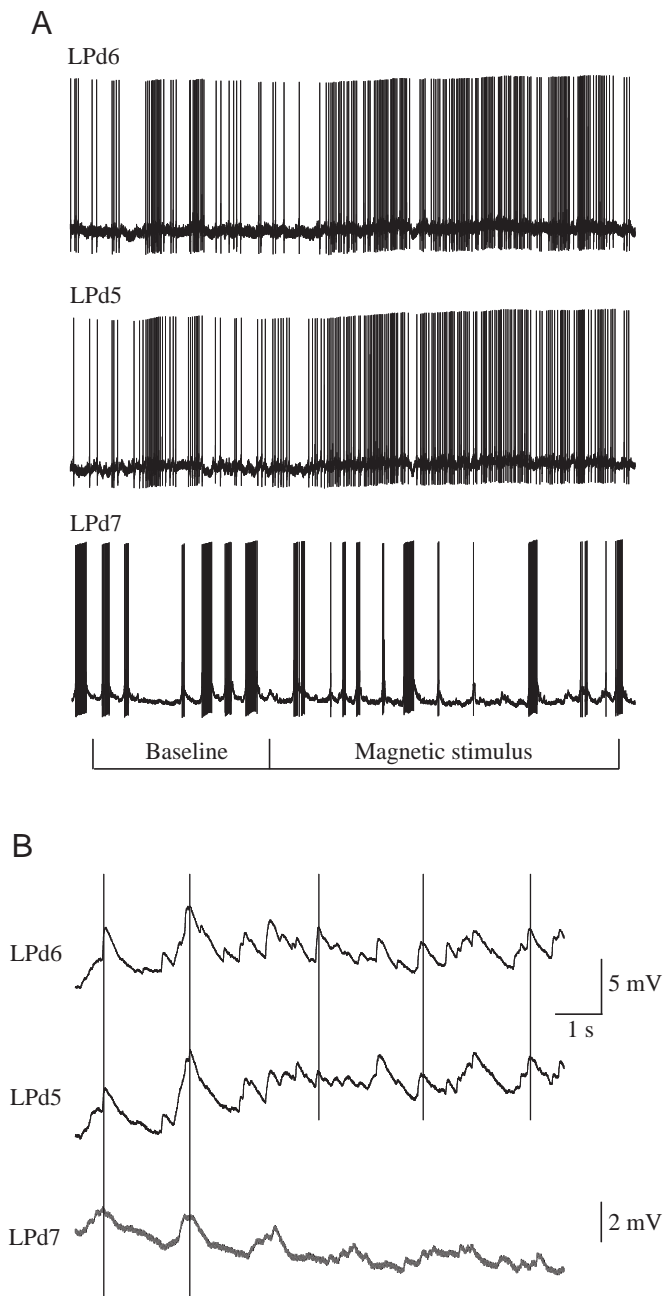 A
LPd6
LPd5
LPd7
Baseline Magnetic stimulus
B
LPd6
5 mV
1 s
LPd5
LPd7
2 mV